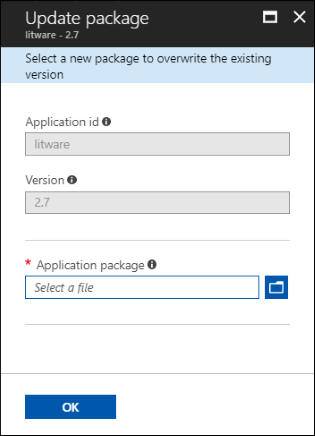 Update package
litware - 2.7
Select a new package to overwrite the existing
version
Application id
litware
Version
2.7
* Application package
Select a file
OK